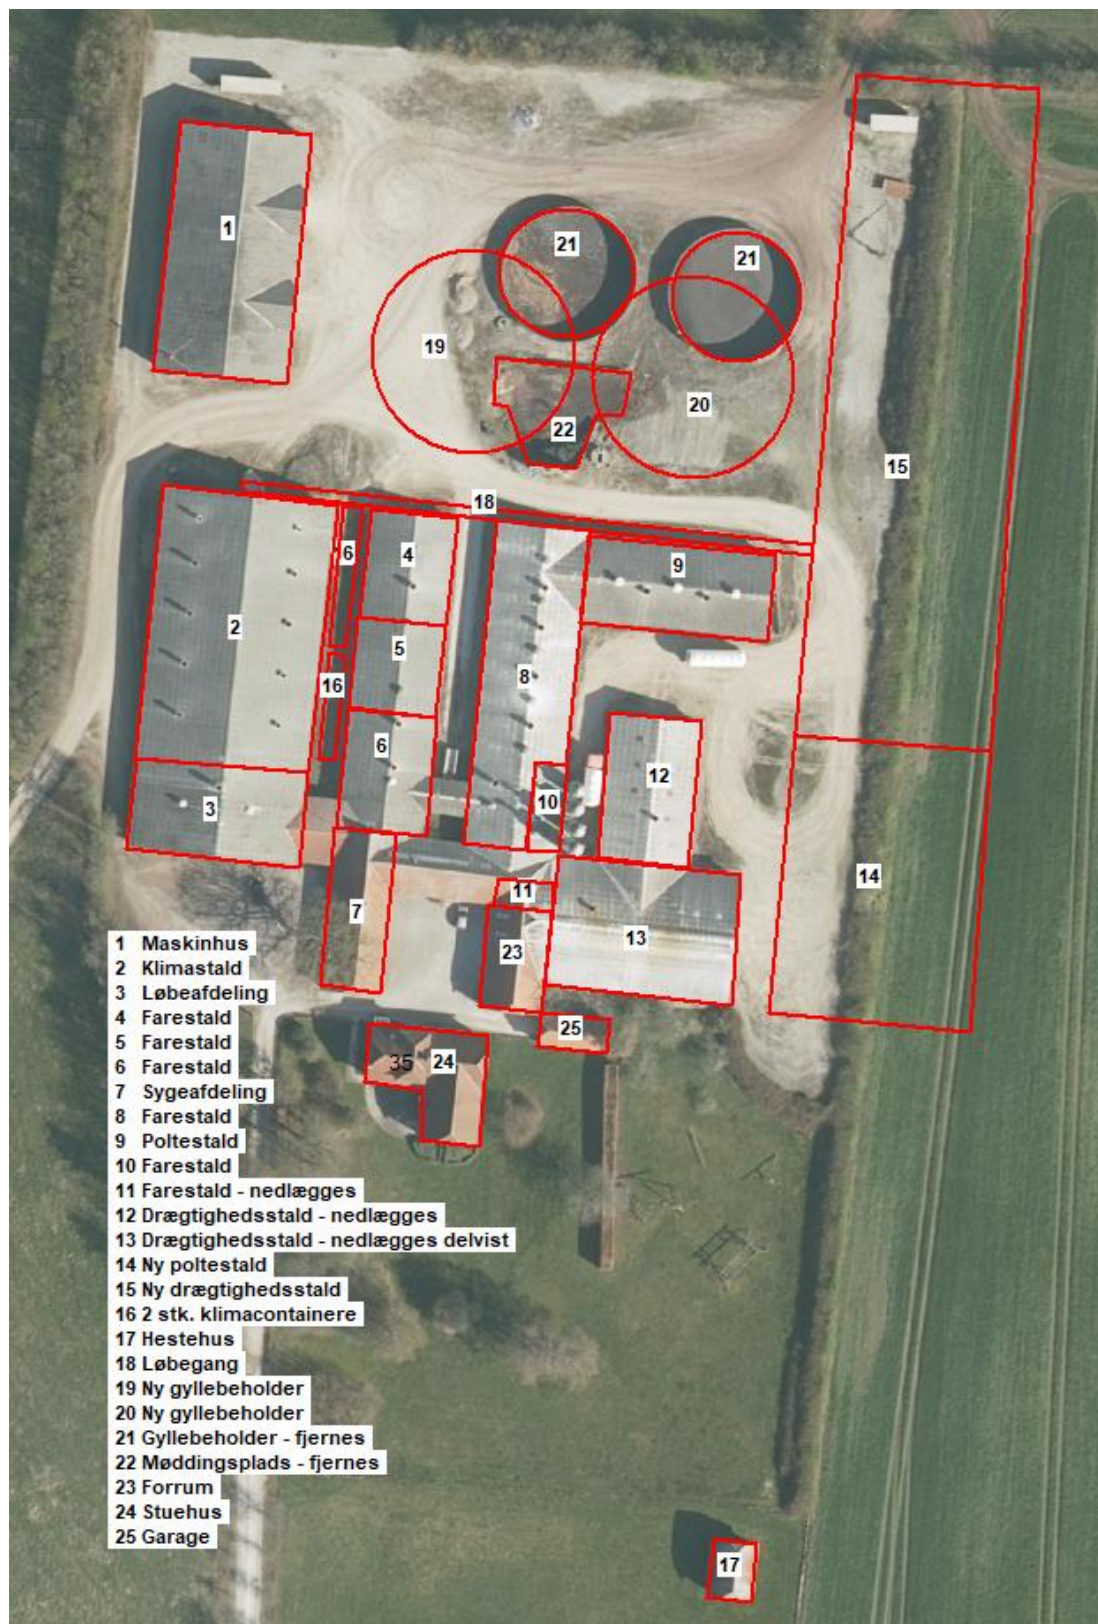 1
21
21
19
20
22
15
18
6
4
9
2
5
8
16
6
12
10
3
14
11
7
13
23
25
35
24
1 Maskinhus
2 Klimastald
3 Løbeafdeling
4 Farestald
5 Farestald
6 Farestald
7 Sygeafdeling
8 Farestald
9 Poltestald
10 Farestald
11 Farestald - nedlægges
12 Drægtighedsstald - nedlægges
13 Drægtighedsstald - nedlægges delvist
14 Ny poltestald
15 Ny drægtighedsstald
16 2 stk. klimacontainere
17 Hestehus
18 Løbegang
19 Ny gyllebeholder
20 Ny gyllebeholder
21 Gyllebeholder - fjernes
22 Møddingsplads - fjernes
23 Forrum
24 Stuehus
25 Garage
17